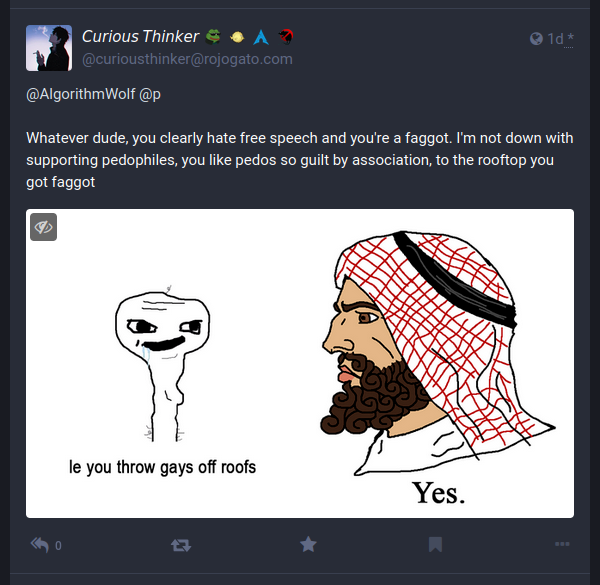 Curious Thinker
@curiousthinker@rojogato.com
1d *
@AlgorithmWolf @p
Whatever dude, you clearly hate free speech and you're a faggot. I'm not down with
supporting pedophiles, you like pedos so guilt by association, to the rooftop you
got faggot
le you throw gays off roofs
Yes.
0